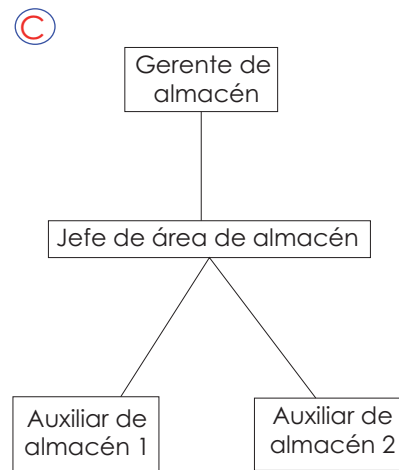 C
Gerente de
almacén
Jefe de área de almacén
Auxiliar de
almacén 1
Auxiliar de
almacén 2